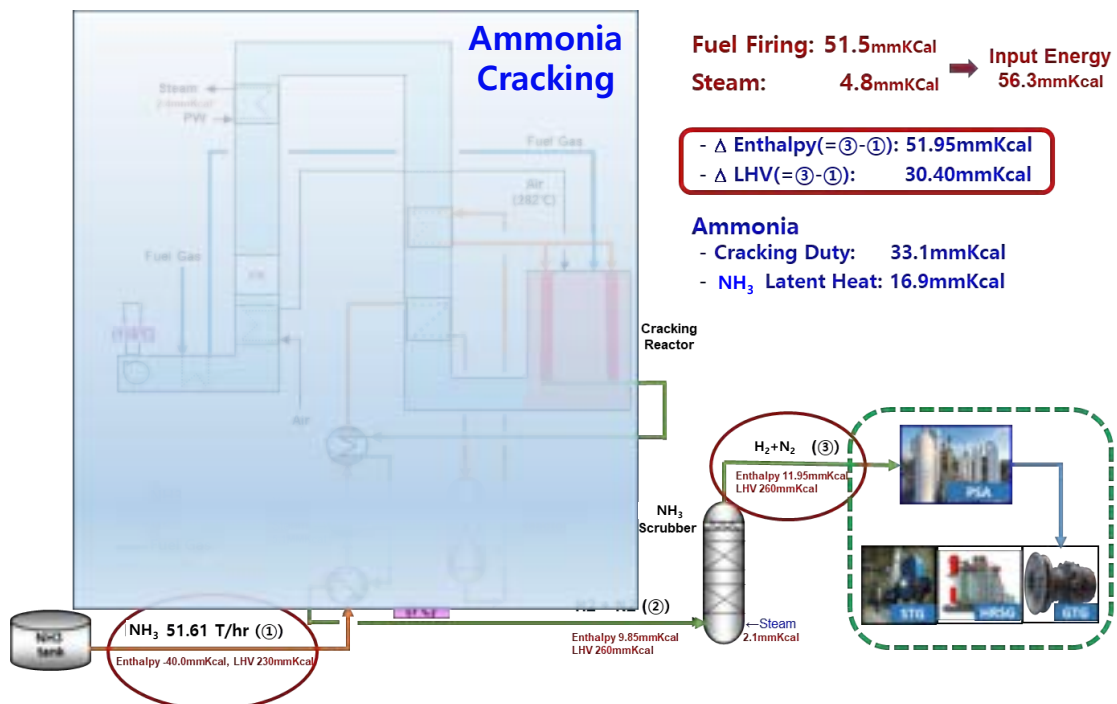 Ammonia
Cracking
Fuel Firing: 51.5mmKCal
Steam: 4.8mmKCal
Input Energy
56.3mmKcal
- Δ Enthalpy(=③-①): 51.95mmKcal
- Δ LHV(=③-①): 30.40mmKcal
Ammonia
- Cracking Duty: 33.1mmKcal
- NH₃ Latent Heat: 16.9mmKcal
Steam
PW
Fuel Gas
Air
(382℃)
Fuel Gas
Air
Cracking
Reactor
H₂+N₂ (③)
Enthalpy 11.95mmKcal
LHV 260mmKcal
PSA
NH₃
Scrubber
STG
HRSG
GTG
←Steam
2.1mmKcal
(②)
Enthalpy 9.85mmKcal
LHV 260mmKcal
NH3
tank
NH₃ 51.61 T/hr (①)
Enthalpy -40.0mmKcal, LHV 230mmKcal